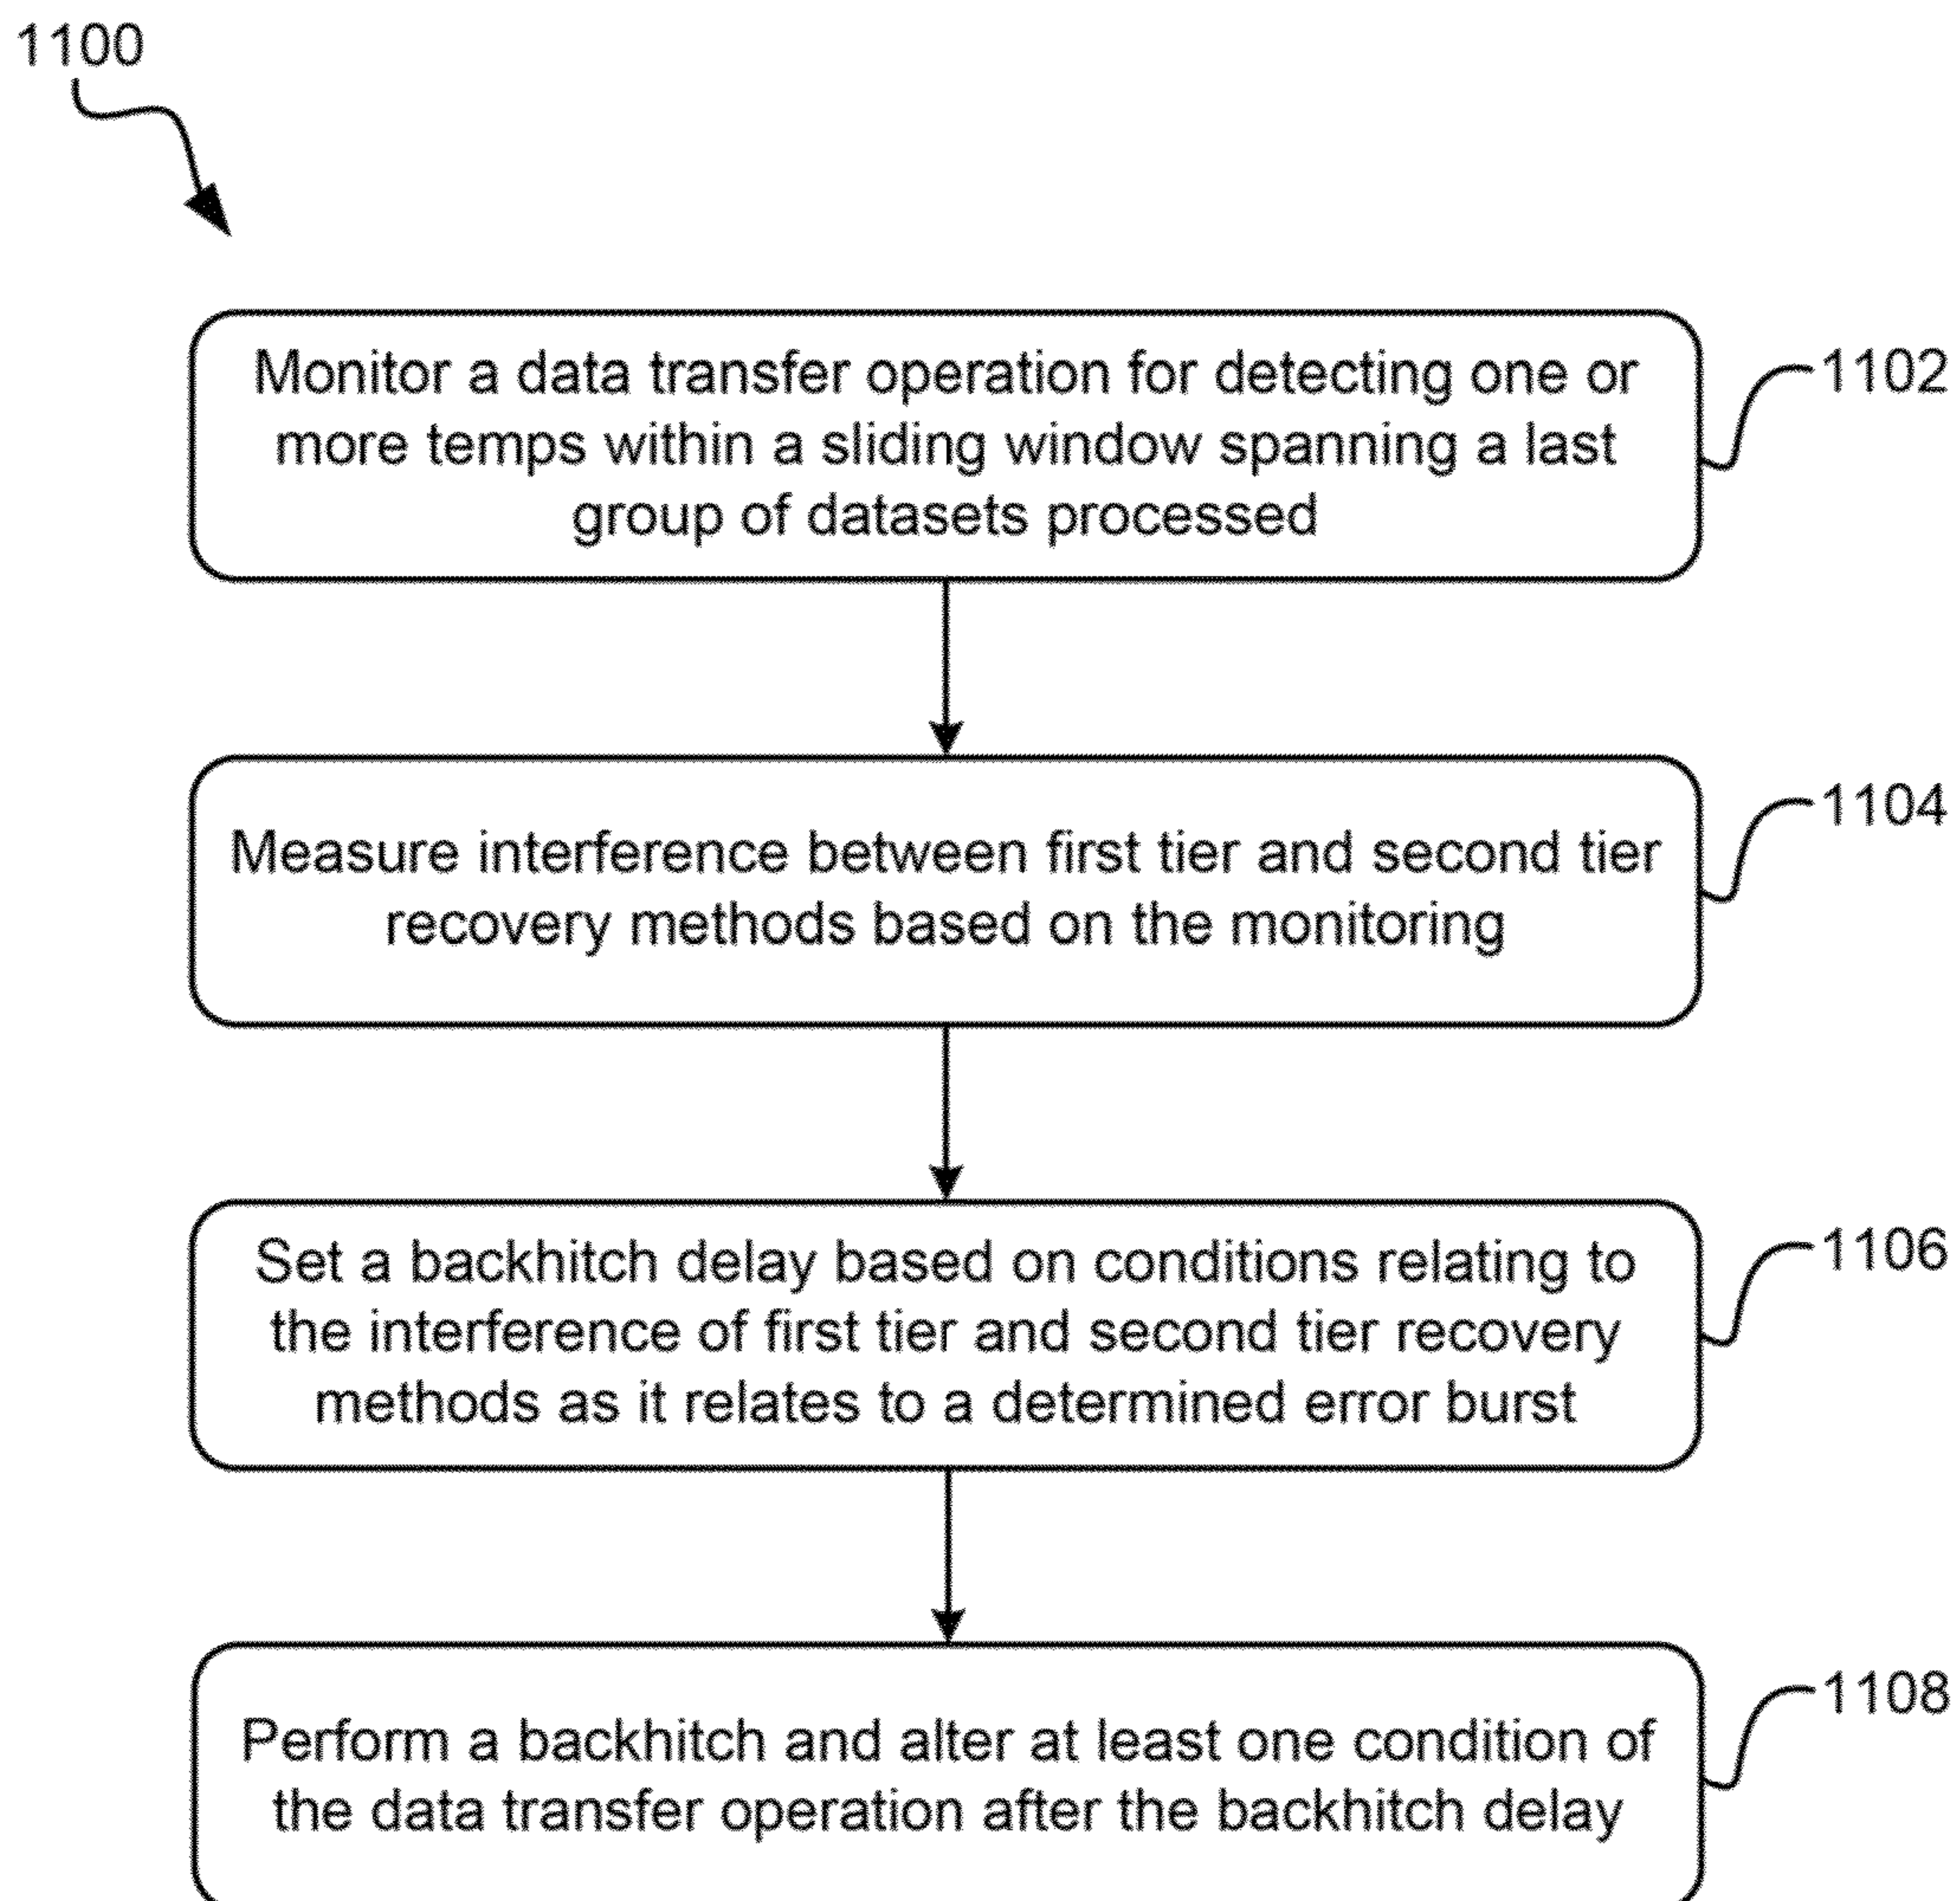 1100
Monitor a data transfer operation for detecting one or
more temps within a sliding window spanning a last
group of datasets processed
1102
Measure interference between first tier and second tier
recovery methods based on the monitoring
1104
Set a backhitch delay based on conditions relating to
the interference of first tier and second tier recovery
methods as it relates to a determined error burst
1106
Perform a backhitch and alter at least one condition of
the data transfer operation after the backhitch delay
1108